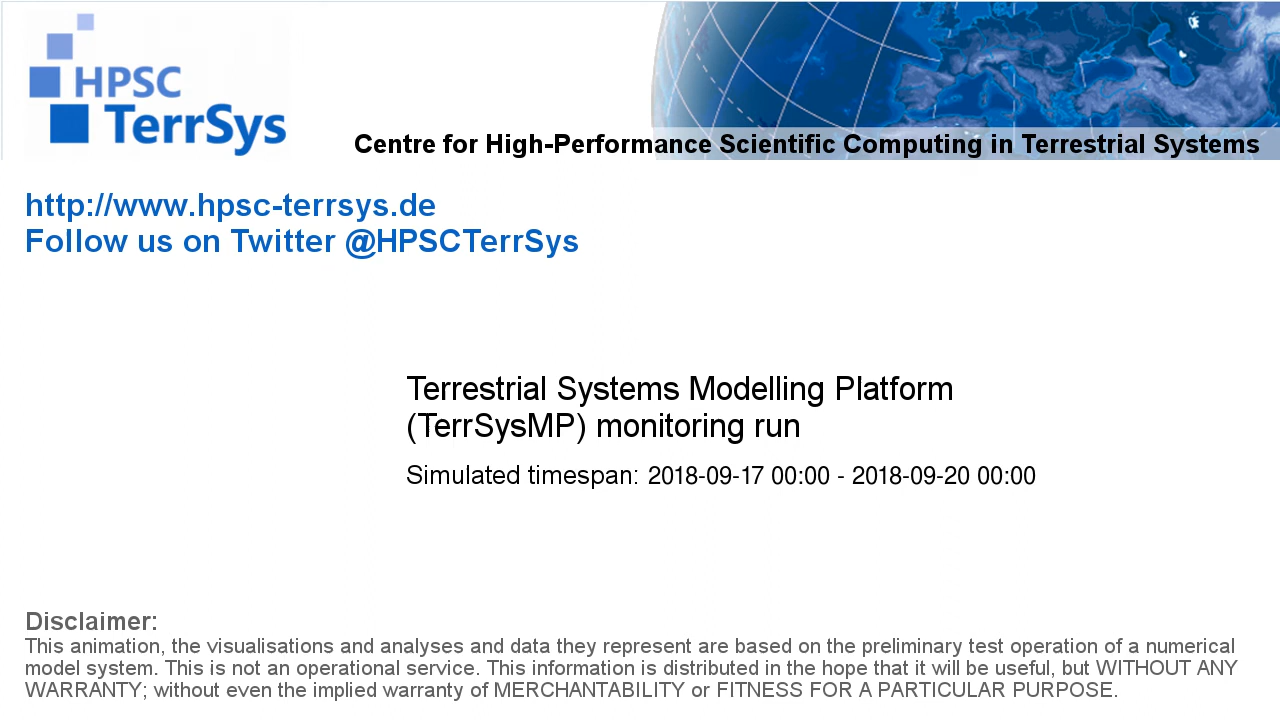 HPSC
TerrSys
Centre for High-Performance Scientific Computing in Terrestrial Systems
http://www.hpsc-terrsys.de
Follow us on Twitter @HPSCTerrSys
Terrestrial Systems Modelling Platform
(TerrSysMP) monitoring run
Simulated timespan: 2018-09-17 00:00 - 2018-09-20 00:00
Disclaimer:
This animation, the visualisations and analyses and data they represent are based on the preliminary test operation of a numerical
model system. This is not an operational service. This information is distributed in the hope that it will be useful, but WITHOUT ANY
WARRANTY; without even the implied warranty of MERCHANTABILITY or FITNESS FOR A PARTICULAR PURPOSE.